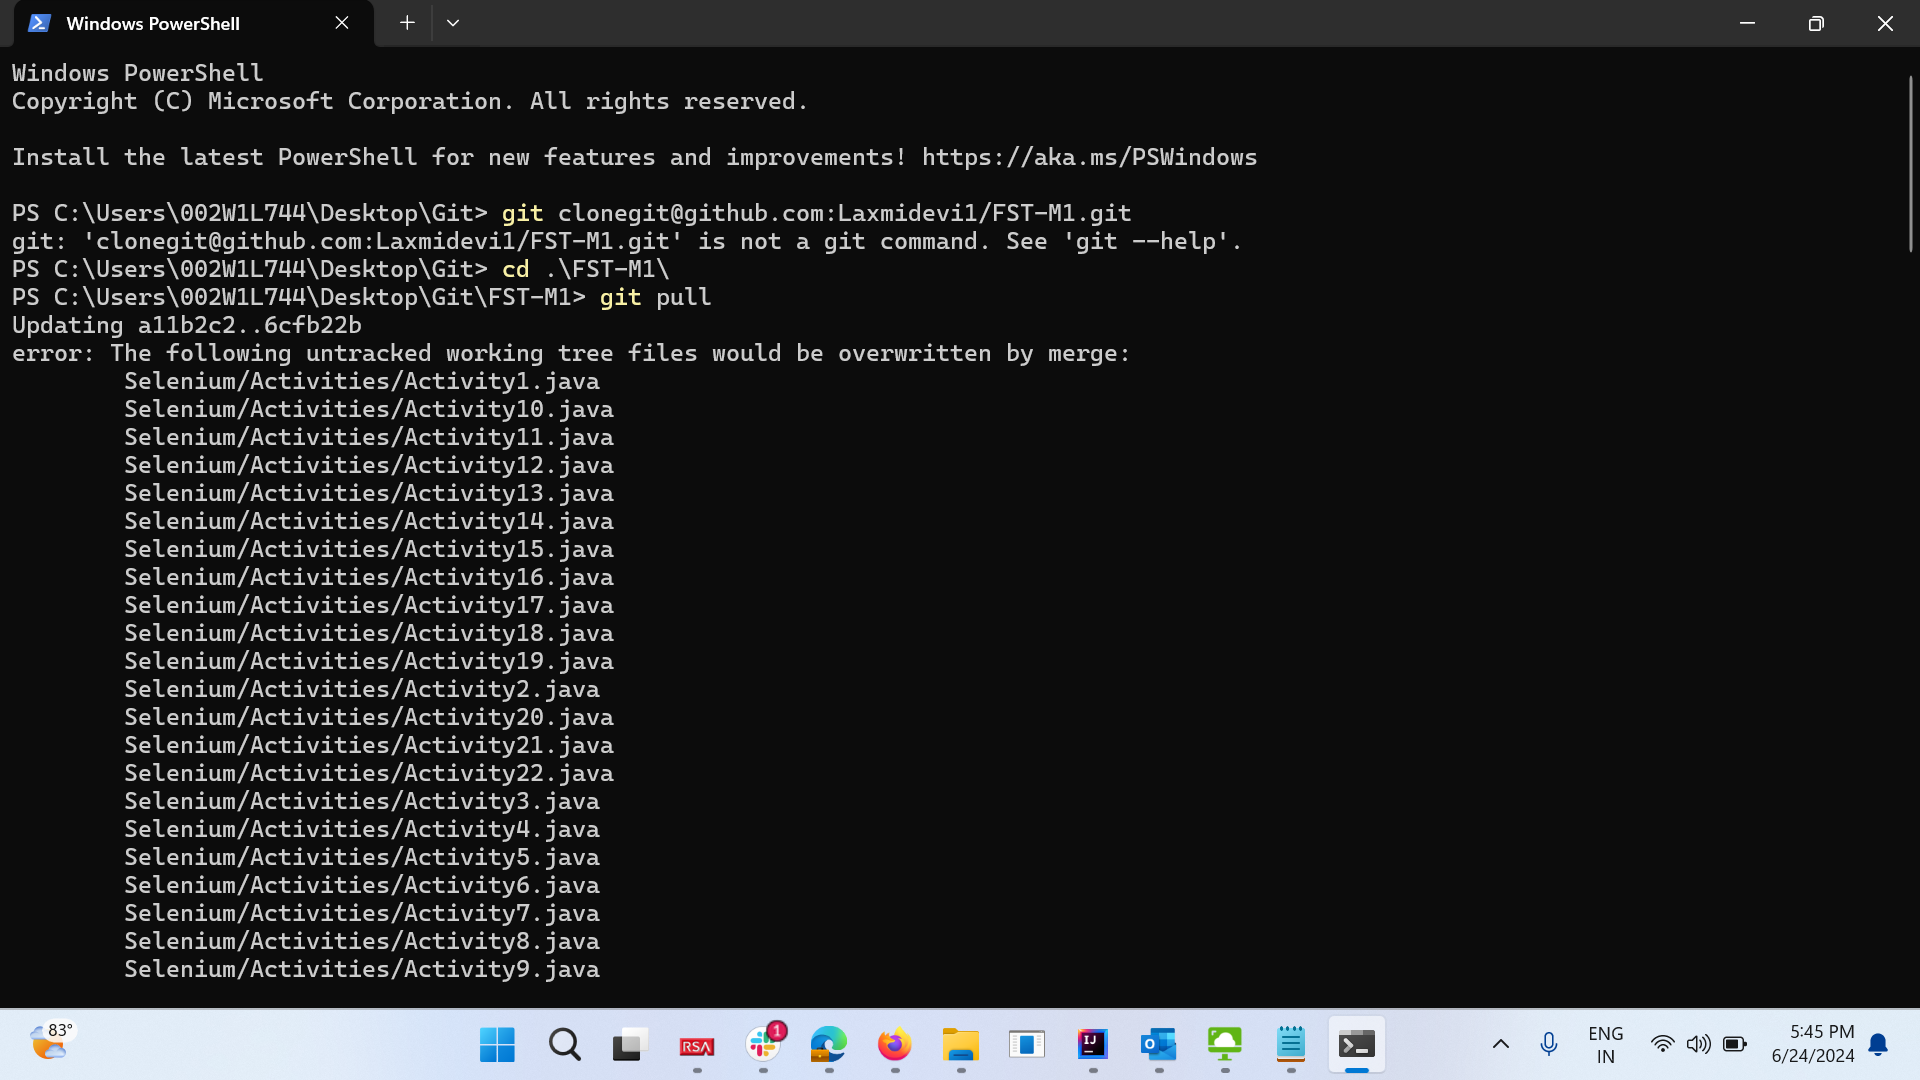 Windows PowerShell
Windows PowerShell
Copyright (C) Microsoft Corporation. All rights reserved.
Install the latest PowerShell for new features and improvements! https://aka.ms/PSWindows
PS C:\Users\002W1L744\Desktop\Git> git clonegit@github.com:Laxmidevi1/FST-M1.git
git: 'clonegit@github.com:Laxmidevi1/FST-M1.git' is not a git command. See 'git --help'.
PS C:\Users\002W1L744\Desktop\Git> cd .\FST-M1\
PS C:\Users\002W1L744\Desktop\Git\FST-M1> git pull
Updating a11b2c2..6cfb22b
error: The following untracked working tree files would be overwritten by merge:
Selenium/Activities/Activity1.java
Selenium/Activities/Activity10.java
Selenium/Activities/Activity11.java
Selenium/Activities/Activity12.java
Selenium/Activities/Activity13.java
Selenium/Activities/Activity14.java
Selenium/Activities/Activity15.java
Selenium/Activities/Activity16.java
Selenium/Activities/Activity17.java
Selenium/Activities/Activity18.java
Selenium/Activities/Activity19.java
Selenium/Activities/Activity2.java
Selenium/Activities/Activity20.java
Selenium/Activities/Activity21.java
Selenium/Activities/Activity22.java
Selenium/Activities/Activity3.java
Selenium/Activities/Activity4.java
Selenium/Activities/Activity5.java
Selenium/Activities/Activity6.java
Selenium/Activities/Activity7.java
Selenium/Activities/Activity8.java
Selenium/Activities/Activity9.java
83°
RSA
1
IJ
O
ENG
IN
5:45 PM
6/24/2024